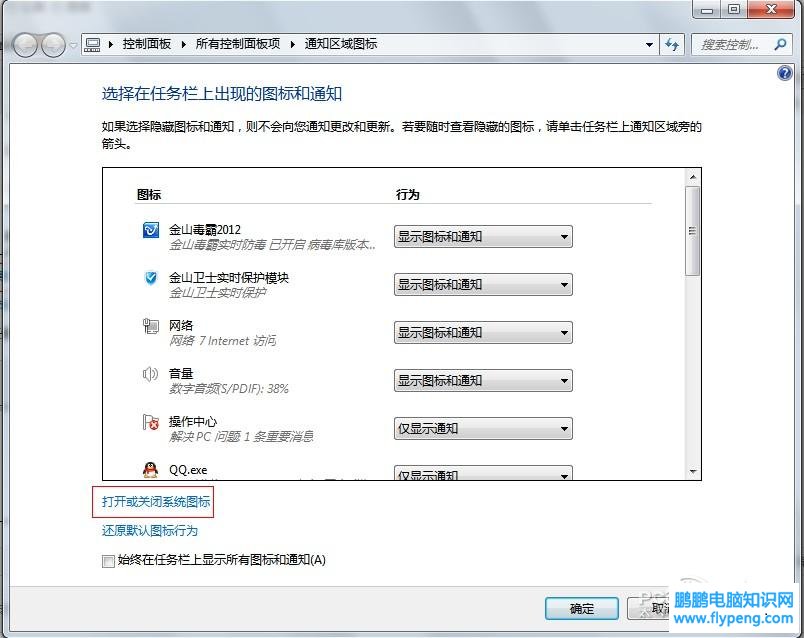 控制面板 所有控制面板项 通知区域图标
搜索控制...
选择在任务栏上出现的图标和通知
如果选择隐藏图标和通知，则不会向您通知更改和更新。若要随时查看隐藏的图标，请单击任务栏上通知区域旁的
箭头。
图标 行为
金山毒霸2012
金山毒霸实时防毒 已开启 病毒库版本...
显示图标和通知
金山卫士实时保护模块
金山卫士实时保护
显示图标和通知
网络
网络 7 Internet 访问
显示图标和通知
音量
数字音频(S/PDIF): 38%
显示图标和通知
操作中心
解决 PC 问题: 1 条重要消息
仅显示通知
QQ.exe
仅显示通知
打开或关闭系统图标
还原默认图标行为
始终在任务栏上显示所有图标和通知(A)
确定
取消
鹏鹏电脑知识网
www.flypeng.com